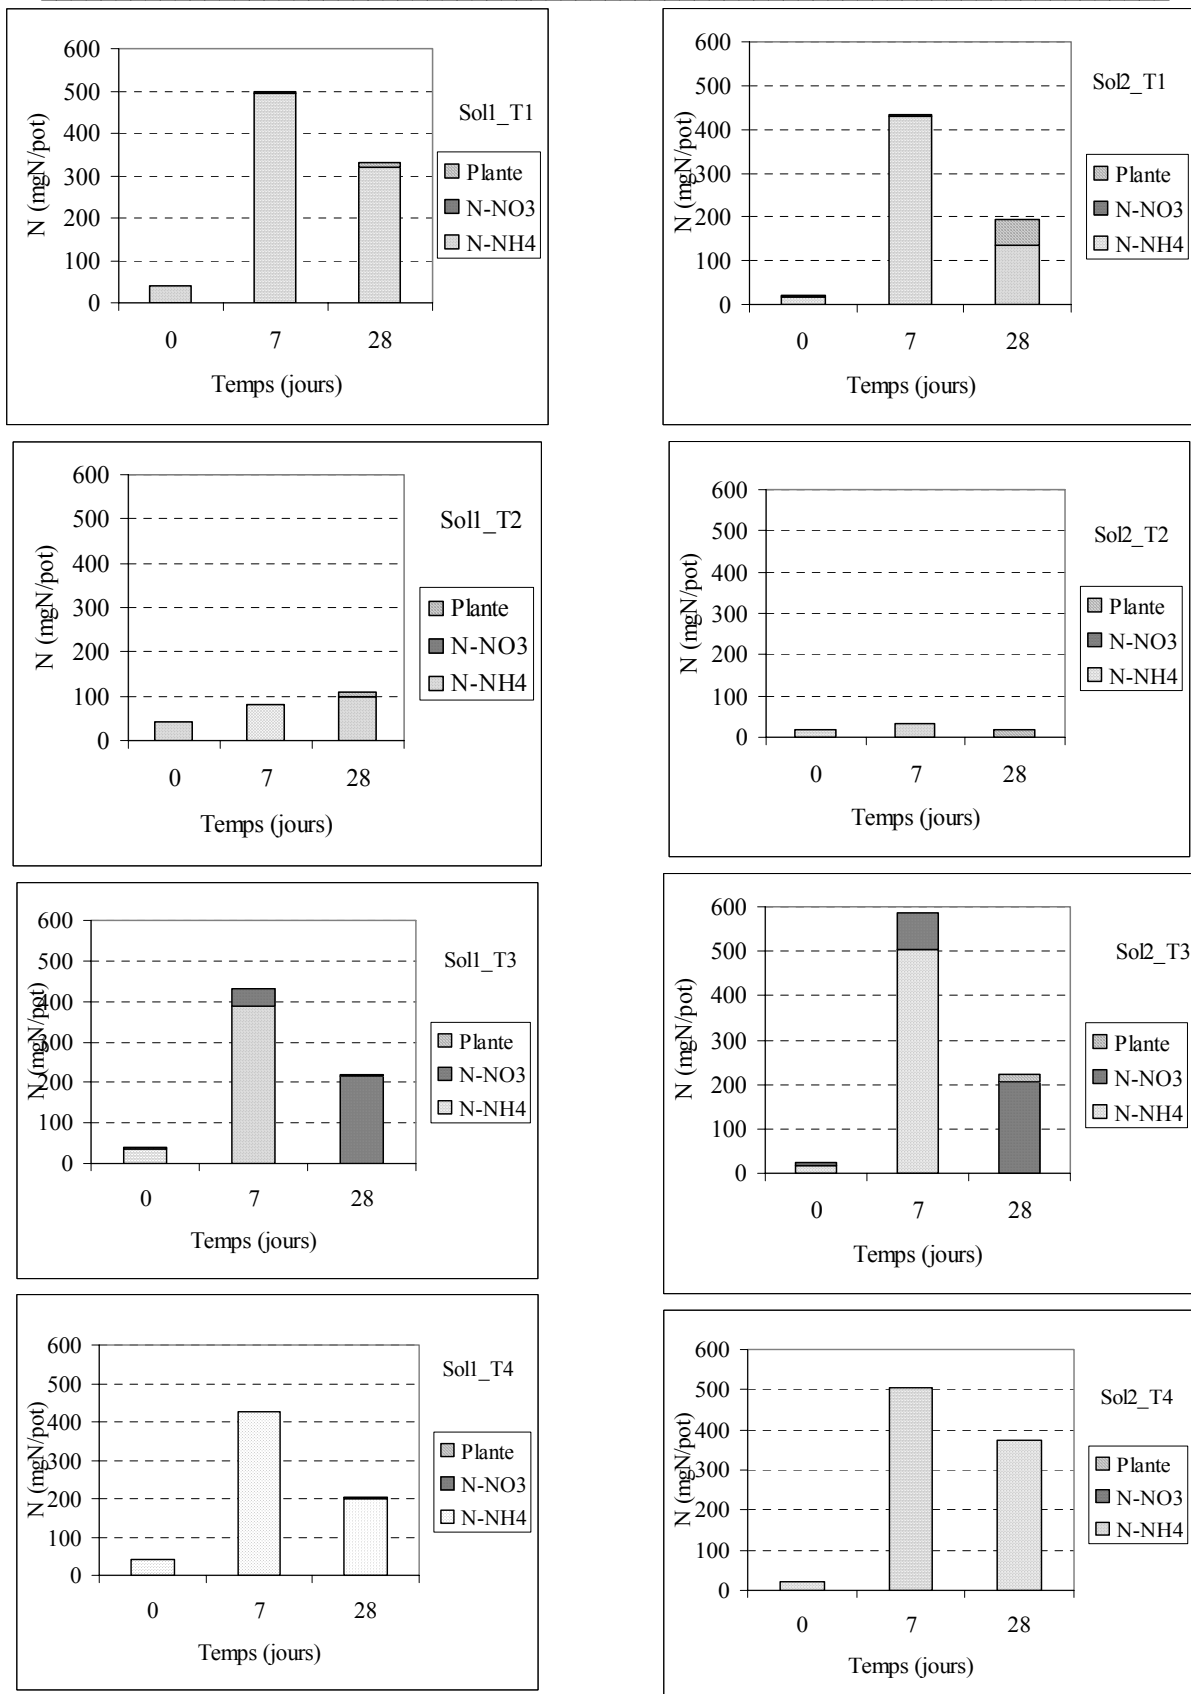 600
500
400
300
200
100
0
N (mgN/pot)
0 7 28
Temps (jours)
Sol1_T1
Plante
N-NO3
N-NH4
600
500
400
300
200
100
0
N (mgN/pot)
0 7 28
Temps (jours)
Sol2_T1
Plante
N-NO3
N-NH4
600
500
400
300
200
100
0
N (mgN/pot)
0 7 28
Temps (jours)
Sol1_T2
Plante
N-NO3
N-NH4
600
500
400
300
200
100
0
N (mgN/pot)
0 7 28
Temps (jours)
Sol2_T2
Plante
N-NO3
N-NH4
600
500
400
300
200
100
0
N (mgN/pot)
0 7 28
Temps (jours)
Sol1_T3
Plante
N-NO3
N-NH4
600
500
400
300
200
100
0
N (mgN/pot)
0 7 28
Temps (jours)
Sol2_T3
Plante
N-NO3
N-NH4
600
500
400
300
200
100
0
N (mgN/pot)
0 7 28
Temps (jours)
Sol1_T4
Plante
N-NO3
N-NH4
600
500
400
300
200
100
0
N (mgN/pot)
0 7 28
Temps (jours)
Sol2_T4
Plante
N-NO3
N-NH4